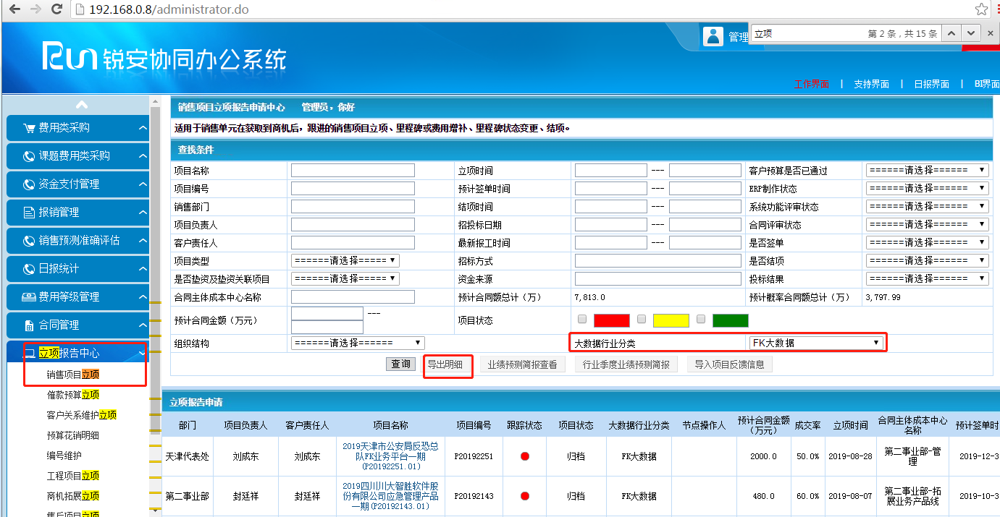 192.168.0.8/administrator.do
立项
第 2 条，共 15 条
管理
Run 锐安协同办公系统
工作界面 | 支持界面 | 日报界面 | BI界面
费用类采购
课题费用类采购
资金支付管理
报销管理
销售预测准确评估
日报统计
费用等级管理
合同管理
立项报告中心
销售项目立项
催款预算立项
客户关系维护立项
预算花销明细
编号维护
工程项目立项
商机拓展立项
售后项目立项
销售项目立项报告申请中心 管理员，你好
适用于销售单元在获取到商机后，跟进的销售项目立项、里程碑或费用增补、里程碑状态变更、结项。
查找条件
项目名称 立项时间 --- 客户预算是否已通过 ======请选择======
项目编号 预计签单时间 --- ERP制作状态 ======请选择======
销售部门 结项时间 --- 系统功能评审状态 ======请选择======
项目负责人 招投标日期 --- 合同评审状态 ======请选择======
客户责任人 最新报工时间 --- 是否签单 ======请选择======
项目类型 ======请选择===== 招标方式 是否结项 ======请选择======
是否垫资及垫资关联项目 ======请选择===== 资金来源 投标结果 ======请选择======
合同主体成本中心名称 预计合同额总计（万） 7,813.0 预计概率合同额总计（万） 3,797.99
预计合同金额（万元） --- 项目状态
组织结构 ======请选择====== 大数据行业分类 FK大数据
查询 导出明细 业绩预测简报查看 行业季度业绩预测简报 导入项目反馈信息
立项报告申请
部门 项目负责人 客户责任人 项目名称 项目编号 跟踪状态 项目状态 大数据行业分类 节点操作人 预计合同金额（万元） 成交率 立项时间 合同主体成本中心名称 预计签单时
天津代表处 刘成东 刘成东 2019天津市公安局反恐总队FK业务平台一期(P20192251.01) P20192251 归档 FK大数据 2000.0 50.0% 2019-08-28 第二事业部-管理 2019-12-3
第二事业部 封廷祥 封廷祥 2019四川川大智胜软件股份有限公司应急管理产品一期(P20192143.01) P20192143 归档 FK大数据 480.0 60.0% 2019-08-07 第二事业部-拓展业务产品线 2019-10-3